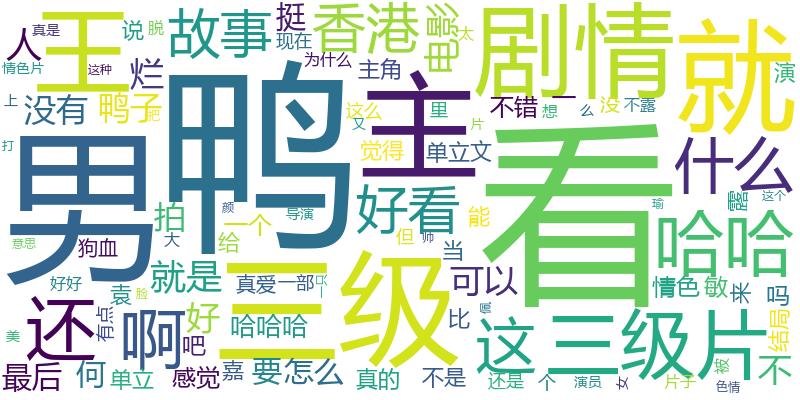 真是
说
脱
挺
香港
电影
太
剧情
王
故事
现在
为什么
就
人
情色片
这种
烂
主角
演
上
没有
鸭子
吧
鸭
主
这么
里
不错
一
想
没
么
不露
又
片
打
男
觉得
单立文
看
什么
拍
颜
一个
导演
好看
能
露
瑜
这个
哈哈
意思
狗血
大
给
但
师
当
就是
三
级
可以
情色
敏
来
吗
好好
袁
脸
真爱一部
一只
还
有点
啊
好
哈哈哈
比
佩
这
三级片
结局
美
吧
最后
何
单立
感觉
嘉
要怎么
真的
不是
还是
个
演员
女
片子
被
色情
不